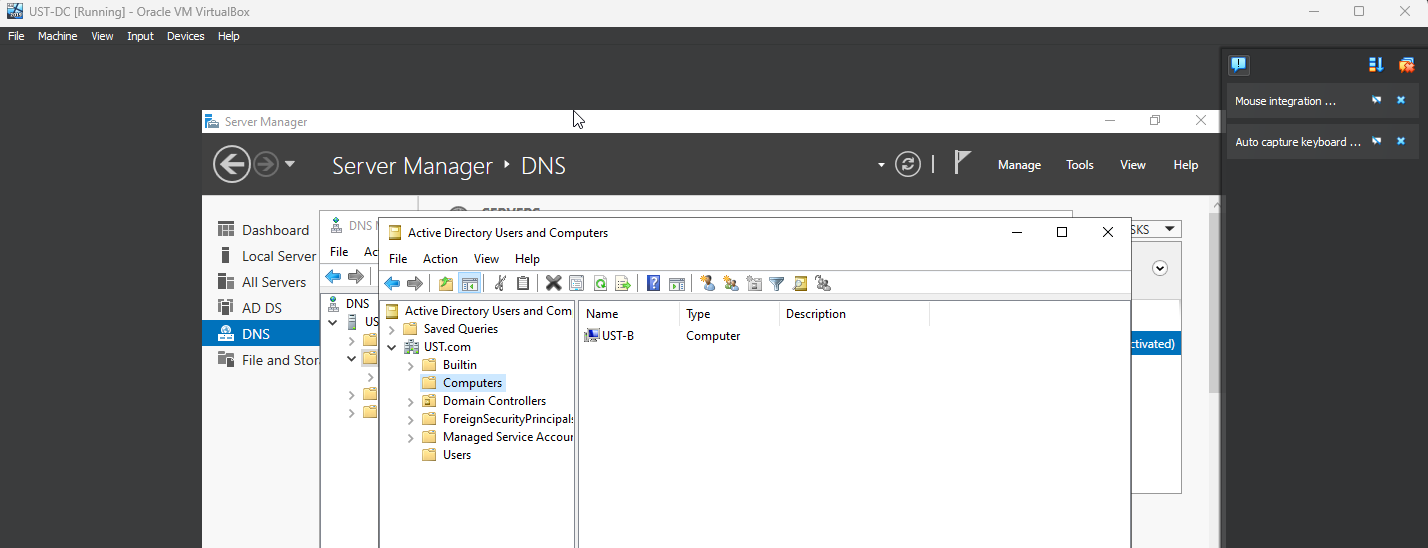 UST-DC [Running] - Oracle VM VirtualBox
File Machine View Input Devices Help
Mouse integration ...
Auto capture keyboard ...
Server Manager
Server Manager DNS
Manage Tools View Help
Dashboard
Local Server
All Servers
AD DS
DNS
File and Stor
SERVERS
SKS
ctivated)
DNS M
File Ac
DNS
US
Active Directory Users and Computers
File Action View Help
Active Directory Users and Com
Saved Queries
UST.com
Builtin
Computers
Domain Controllers
ForeignSecurityPrincipals
Managed Service Accour
Users
Name Type Description
UST-B Computer